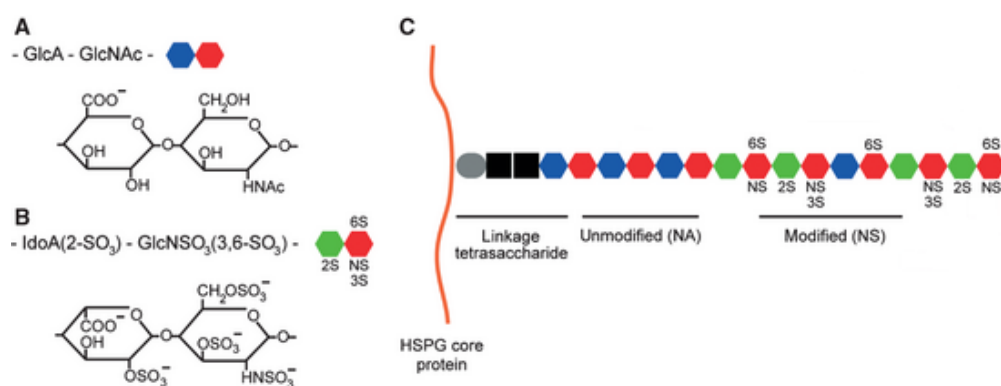 A
- GlcA - GlcNAc -
COO⁻
O
OH
OH
O
CH₂OH
O
OH
HNAc
O
B
- IdoA(2-SO₃) - GlcNSO₃(3,6-SO₃) -
6S
2S
NS
3S
COO⁻
OH
O
OSO₃⁻
O
CH₂OSO₃⁻
O
OSO₃⁻
HNSO₃⁻
O
C
6S
6S
6S
NS
2S
NS
3S
NS
3S
2S
NS
Linkage
tetrasaccharide
Unmodified (NA)
Modified (NS)
HSPG core
protein